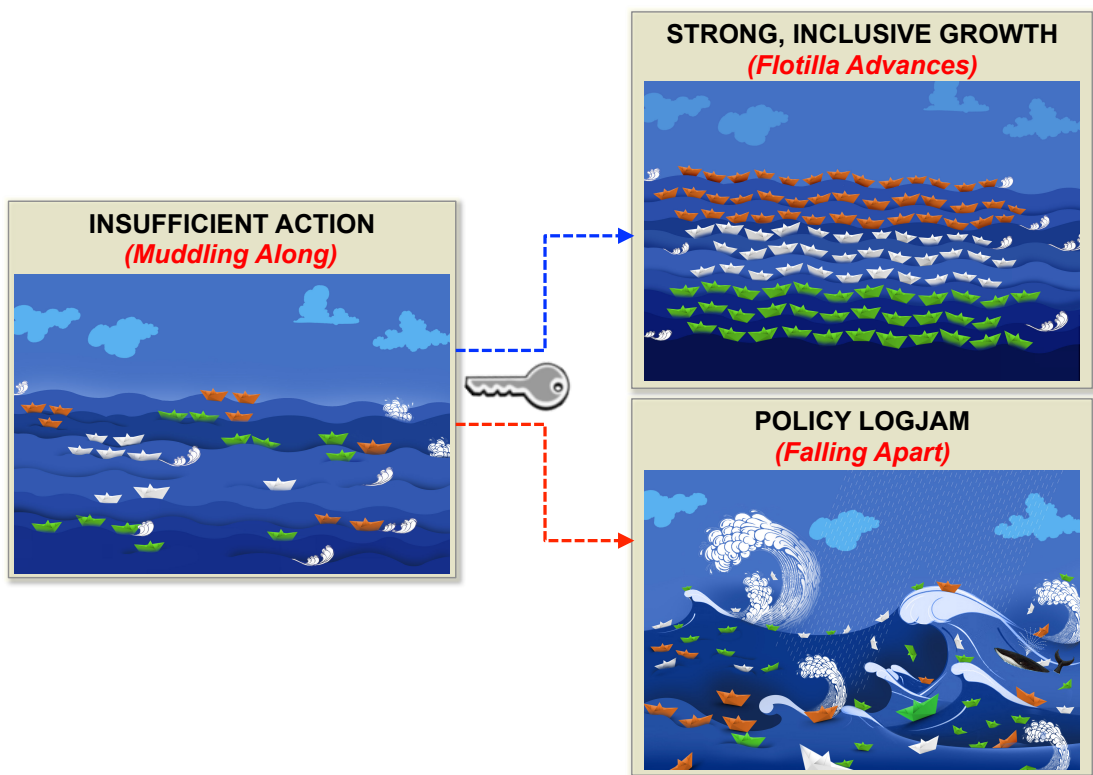 INSUFFICIENT ACTION
(Muddling Along)
STRONG, INCLUSIVE GROWTH
(Flotilla Advances)
POLICY LOGJAM
(Falling Apart)